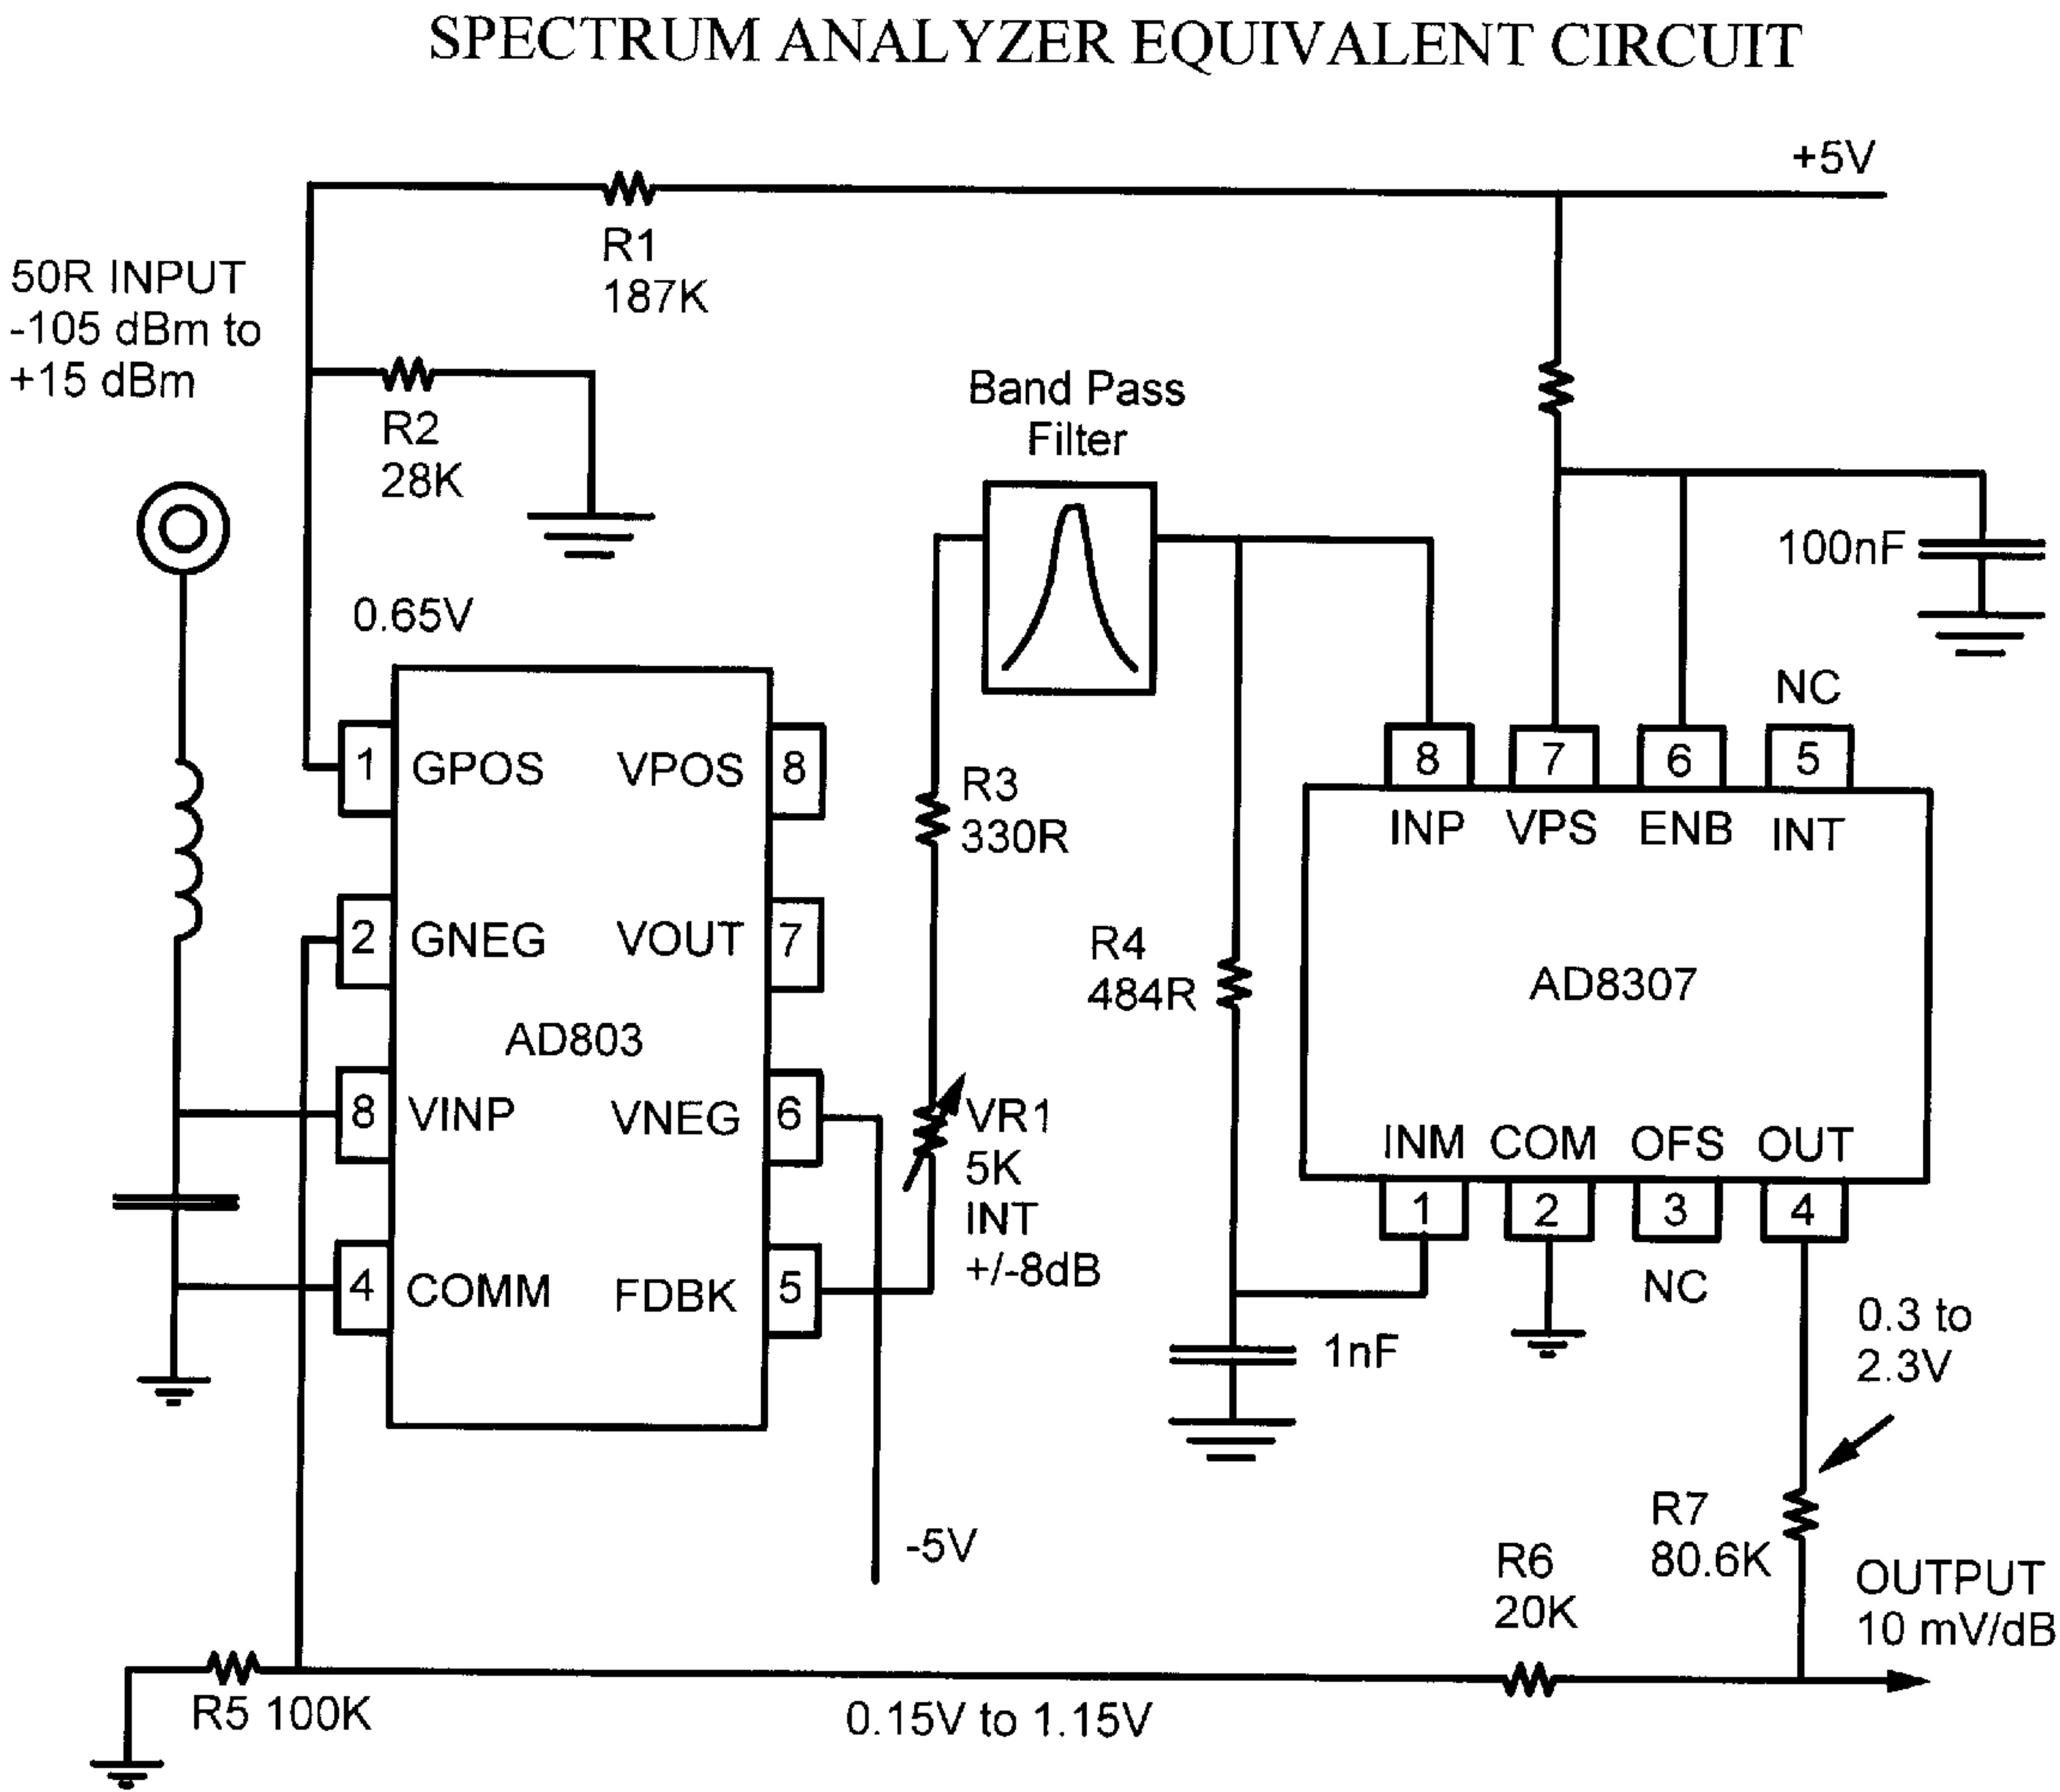 SPECTRUM ANALYZER EQUIVALENT CIRCUIT
+5V
R1
187K
50R INPUT
-105 dBm to
+15 dBm
R2
28K
Band Pass
Filter
100nF
0.65V
NC
1
GPOS
VPOS
8
R3
330R
8
7
6
5
INP
VPS
ENB
INT
2
GNEG
VOUT
7
R4
484R
AD8307
AD803
8
VINP
VNEG
6
VR1
5K
INT
+/-8dB
INM
COM
OFS
OUT
1
2
3
4
4
COMM
FDBK
5
NC
1nF
0.3 to
2.3V
-5V
R7
80.6K
R6
20K
OUTPUT
10 mV/dB
R5 100K
0.15V to 1.15V